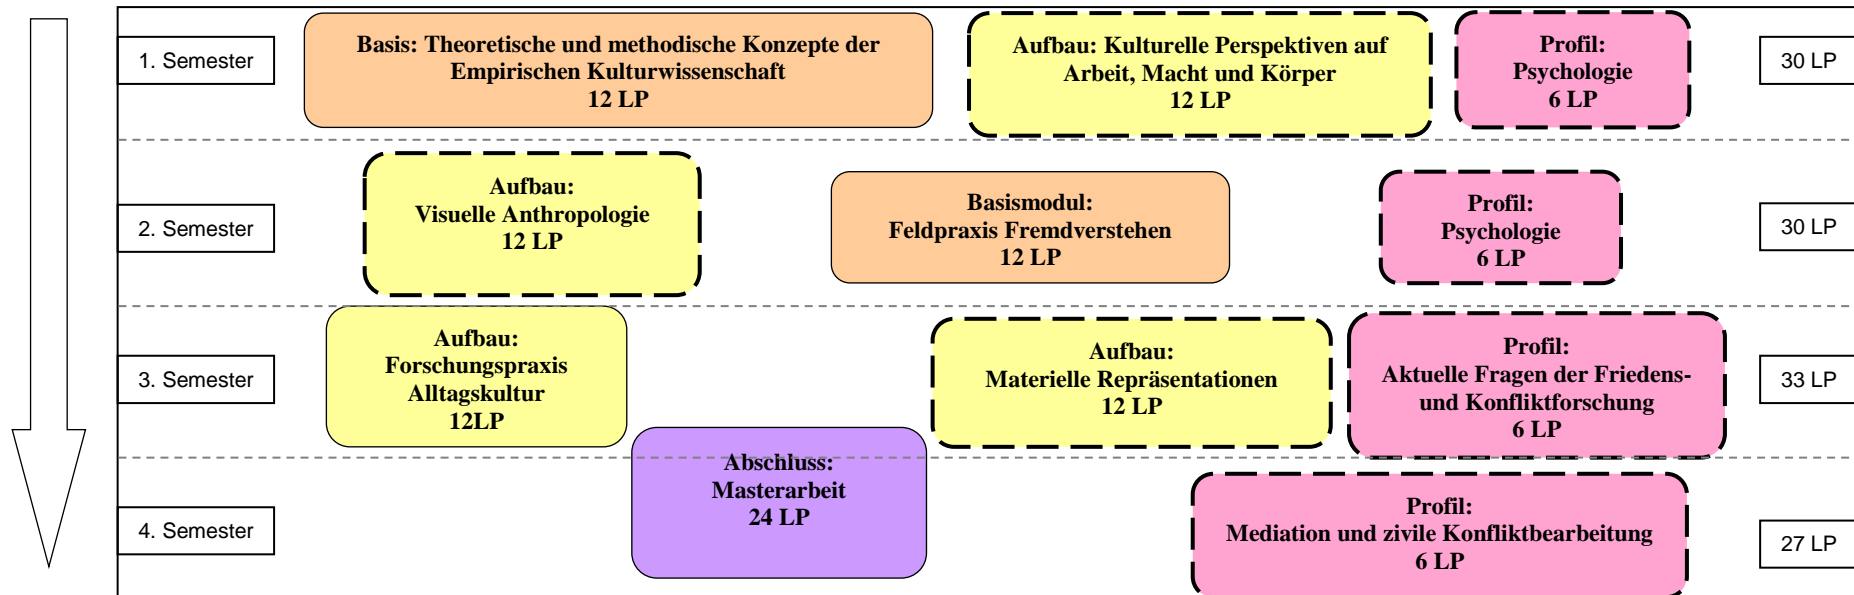 1. Semester
Basis: Theoretische und methodische Konzepte der
Empirischen Kulturwissenschaft
12 LP
Aufbau: Kulturelle Perspektiven auf
Arbeit, Macht und Körper
12 LP
Profil:
Psychologie
6 LP
30 LP
2. Semester
Aufbau:
Visuelle Anthropologie
12 LP
Basismodul:
Feldpraxis Fremdverstehen
12 LP
Profil:
Psychologie
6 LP
30 LP
3. Semester
Aufbau:
Forschungspraxis
Alltagskultur
12LP
Aufbau:
Materielle Repräsentationen
12 LP
Profil:
Aktuelle Fragen der Friedens-
und Konfliktforschung
6 LP
33 LP
Abschluss:
Masterarbeit
24 LP
4. Semester
Profil:
Mediation und zivile Konfliktbearbeitung
6 LP
27 LP